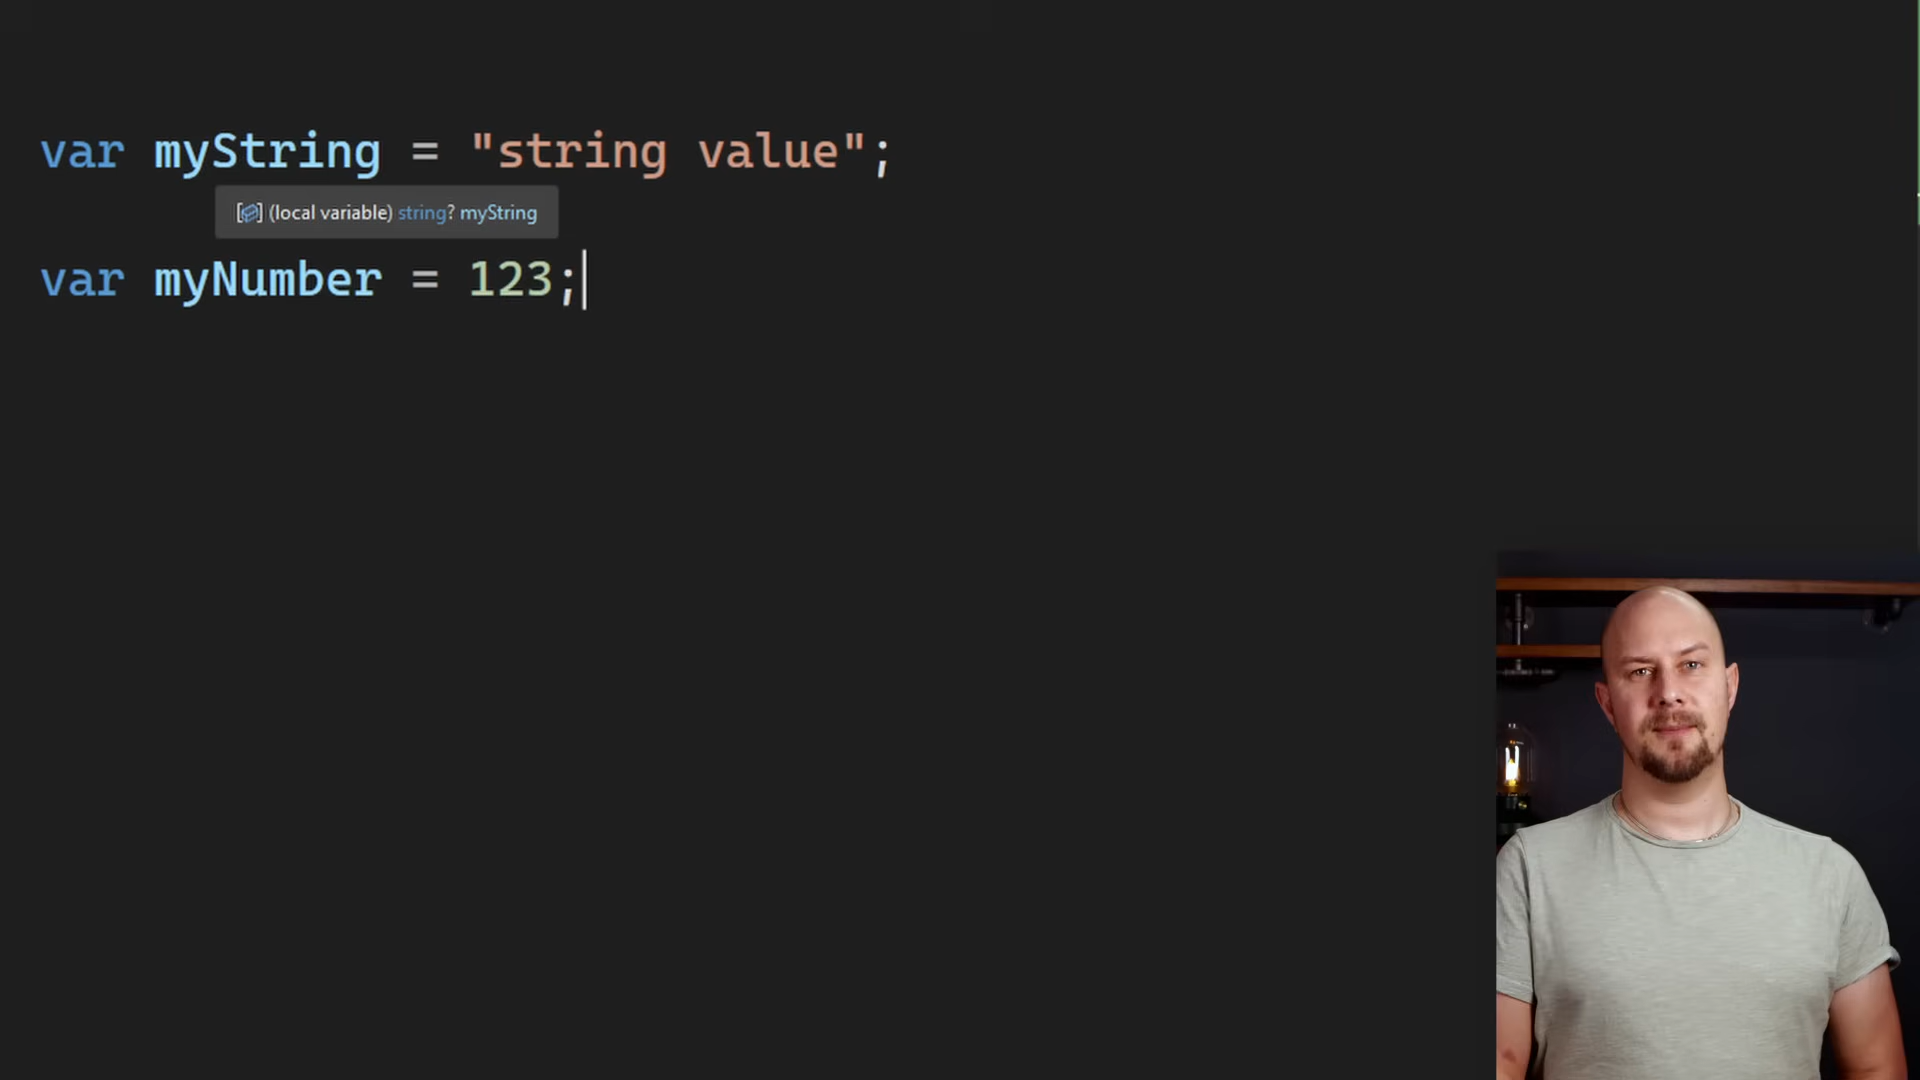 var myString = "string value";
(local variable) string? myString
var myNumber = 123;